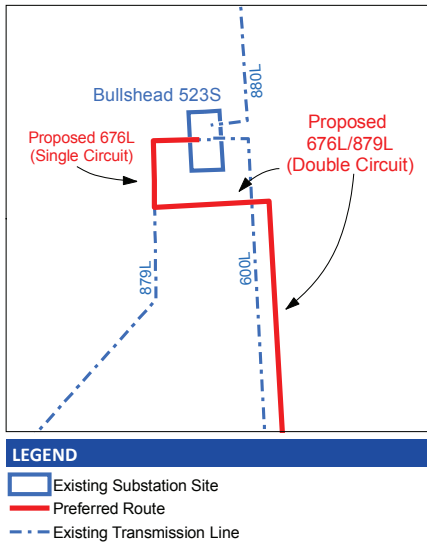 880L
Bullshead 523S
Proposed 676L
(Single Circuit)
Proposed
676L/879L
(Double Circuit)
879L
600L
LEGEND
Existing Substation Site
Preferred Route
Existing Transmission Line